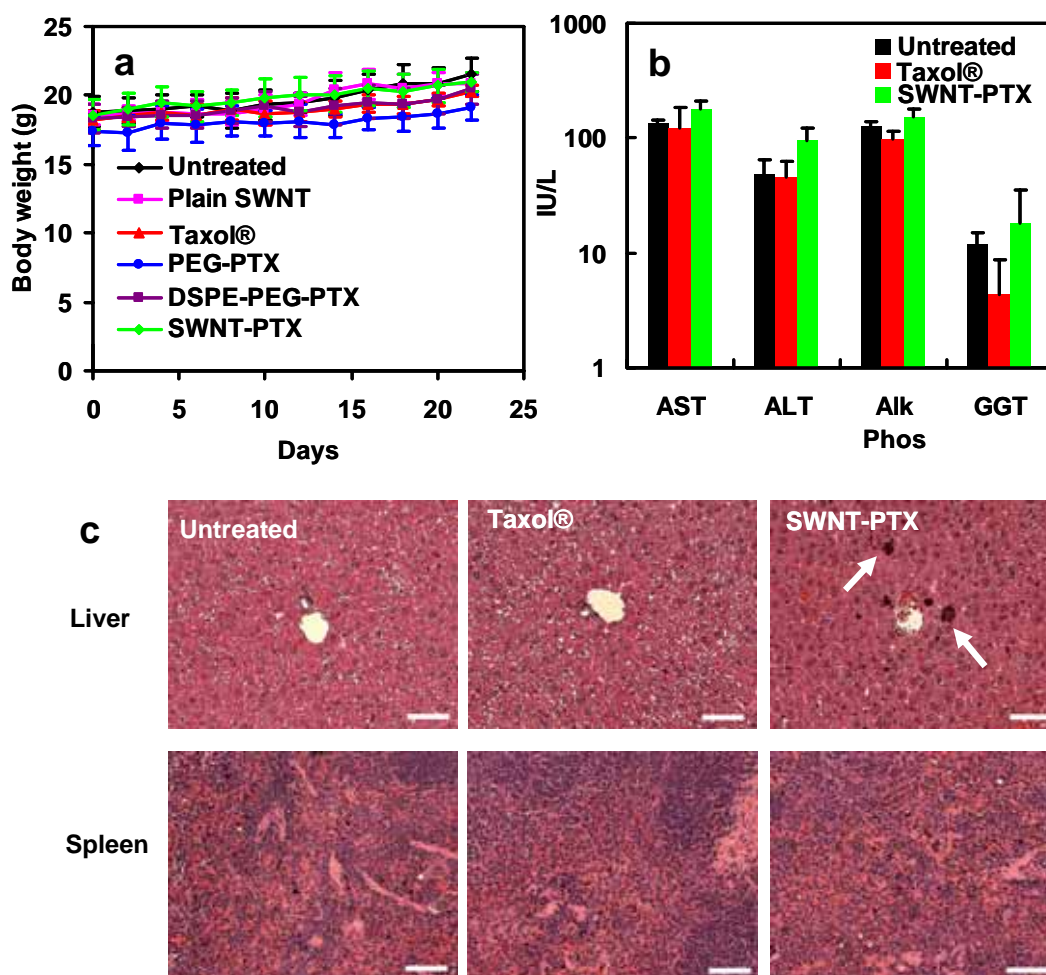 a
Body weight (g)
25
20
15
10
5
0
Untreated
Plain SWNT
Taxol®
PEG-PTX
DSPE-PEG-PTX
SWNT-PTX
0 5 10 15 20 25
Days
b
IU/L
1000
100
10
1
Untreated
Taxol®
SWNT-PTX
AST ALT Alk Phos GGT
c
Untreated
Taxol®
SWNT-PTX
Liver
Spleen